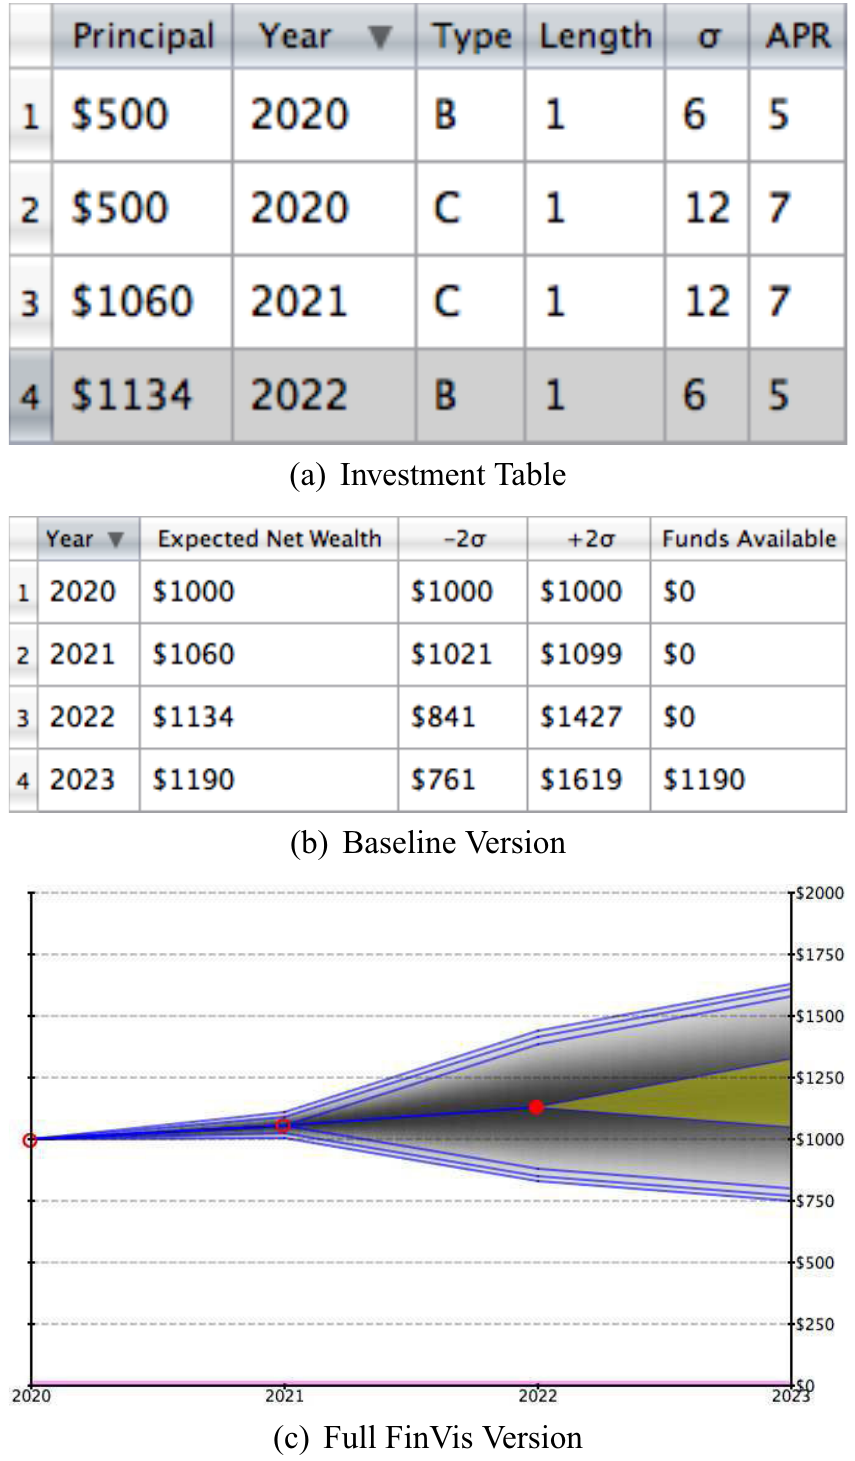 Principal Year ▼ Type Length σ APR
1 $500 2020 B 1 6 5
2 $500 2020 C 1 12 7
3 $1060 2021 C 1 12 7
4 $1134 2022 B 1 6 5
(a) Investment Table
Year ▼ Expected Net Wealth -2σ +2σ Funds Available
1 2020 $1000 $1000 $1000 $0
2 2021 $1060 $1021 $1099 $0
3 2022 $1134 $841 $1427 $0
4 2023 $1190 $761 $1619 $1190
(b) Baseline Version
$2000
$1750
$1500
$1250
$1000
$750
$500
$250
$0
2020 2021 2022 2023
(c) Full FinVis Version